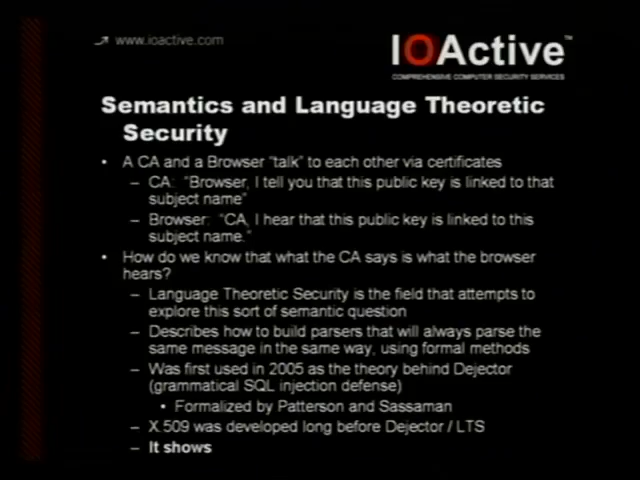 www.ioactive.com
IOActive™
COMPREHENSIVE COMPUTER SECURITY SERVICES
Semantics and Language Theoretic
Security
• A CA and a Browser "talk" to each other via certificates
– CA: "Browser, I tell you that this public key is linked to that
subject name"
– Browser: "CA, I hear that this public key is linked to this
subject name."
• How do we know that what the CA says is what the browser
hears?
– Language Theoretic Security is the field that attempts to
explore this sort of semantic question
– Describes how to build parsers that will always parse the
same message in the same way, using formal methods
– Was first used in 2005 as the theory behind Dejector
(grammatical SQL injection defense)
• Formalized by Patterson and Sassaman
– X.509 was developed long before Dejector / LTS
– It shows